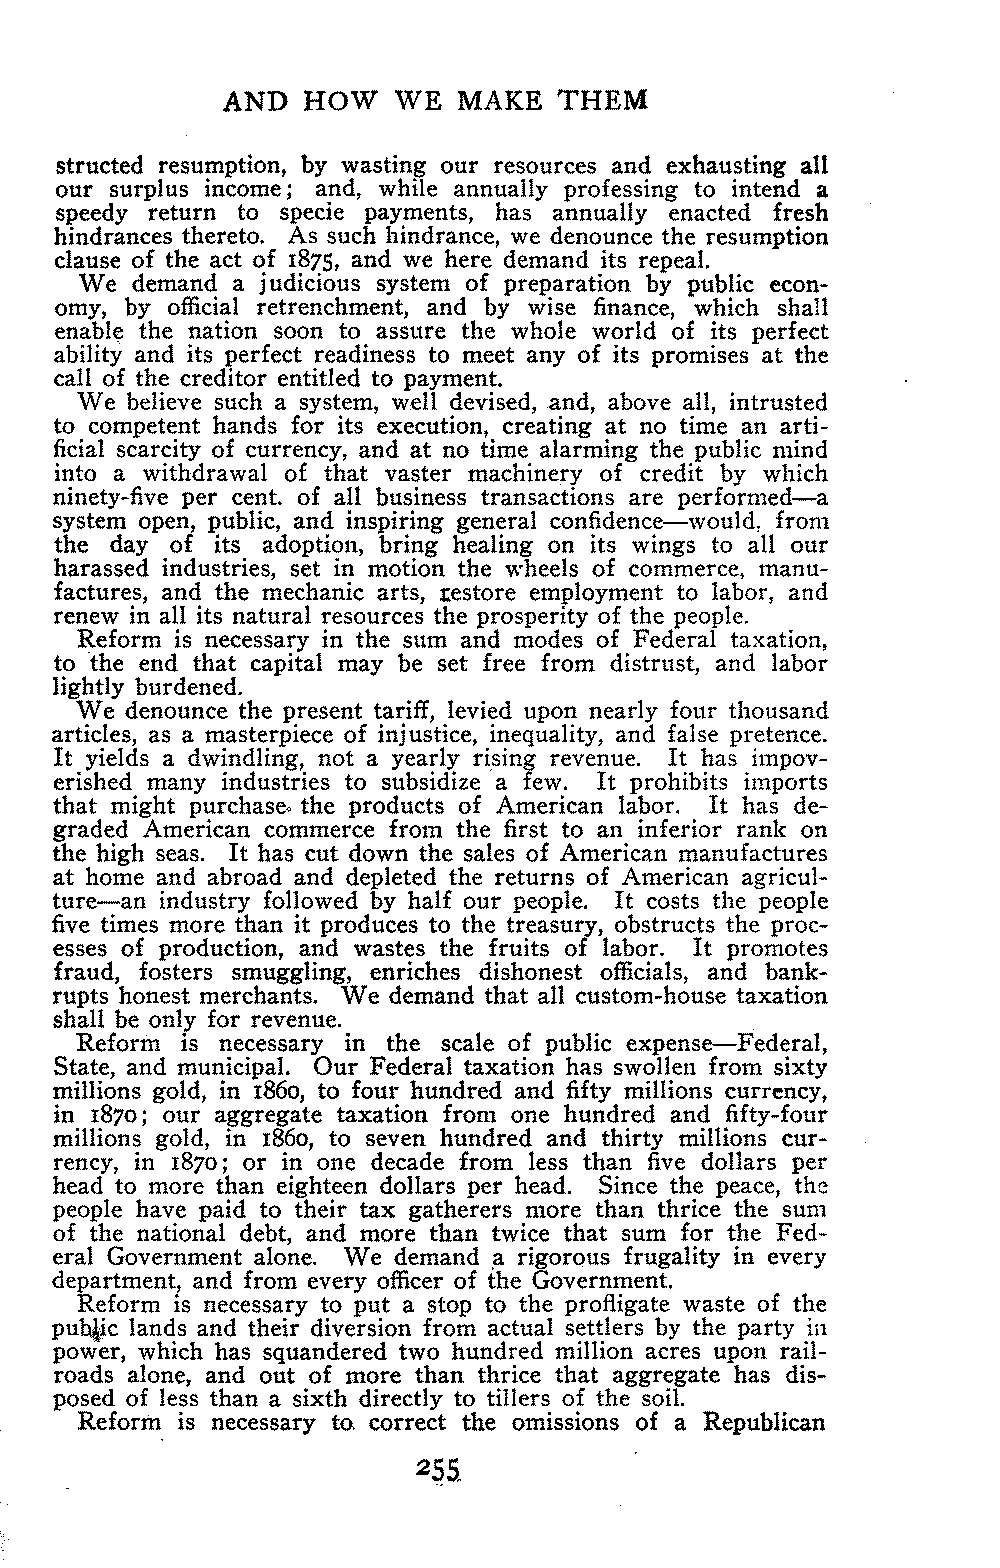 AND HOW WE MAKE THEM
structed resumption, by wasting our resources and exhausting all
our surplus income; and, while annually professing to intend a
speedy return to specie payments, has annually enacted fresh
hindrances thereto. As such hindrance, we denounce the resumption
clause of the act of 1875, and we here demand its repeal.
We demand a judicious system of preparation by public econ-
omy, by official retrenchment, and by wise finance, which shall
enable the nation soon to assure the whole world of its perfect
ability and its perfect readiness to meet any of its promises at the
call of the creditor entitled to payment.
We believe such a system, well devised, and, above all, intrusted
to competent hands for its execution, creating at no time an arti-
ficial scarcity of currency, and at no time alarming the public mind
into a withdrawal of that vaster machinery of credit by which
ninety-five per cent. of all business transactions are performed—a
system open, public, and inspiring general confidence—would, from
the day of its adoption, bring healing on its wings to all our
harassed industries, set in motion the wheels of commerce, manu-
factures, and the mechanic arts, restore employment to labor, and
renew in all its natural resources the prosperity of the people.
Reform is necessary in the sum and modes of Federal taxation,
to the end that capital may be set free from distrust, and labor
lightly burdened.
We denounce the present tariff, levied upon nearly four thousand
articles, as a masterpiece of injustice, inequality, and false pretence.
It yields a dwindling, not a yearly rising revenue. It has impov-
erished many industries to subsidize a few. It prohibits imports
that might purchase the products of American labor. It has de-
graded American commerce from the first to an inferior rank on
the high seas. It has cut down the sales of American manufactures
at home and abroad and depleted the returns of American agricul-
ture—an industry followed by half our people. It costs the people
five times more than it produces to the treasury, obstructs the proc-
esses of production, and wastes the fruits of labor. It promotes
fraud, fosters smuggling, enriches dishonest officials, and bank-
rupts honest merchants. We demand that all custom-house taxation
shall be only for revenue.
Reform is necessary in the scale of public expense—Federal,
State, and municipal. Our Federal taxation has swollen from sixty
millions gold, in 1860, to four hundred and fifty millions currency,
in 1870; our aggregate taxation from one hundred and fifty-four
millions gold, in 1860, to seven hundred and thirty millions cur-
rency, in 1870; or in one decade from less than five dollars per
head to more than eighteen dollars per head. Since the peace, the
people have paid to their tax gatherers more than thrice the sum
of the national debt, and more than twice that sum for the Fed-
eral Government alone. We demand a rigorous frugality in every
department, and from every officer of the Government.
Reform is necessary to put a stop to the profligate waste of the
public lands and their diversion from actual settlers by the party in
power, which has squandered two hundred million acres upon rail-
roads alone, and out of more than thrice that aggregate has dis-
posed of less than a sixth directly to tillers of the soil.
Reform is necessary to correct the omissions of a Republican
255